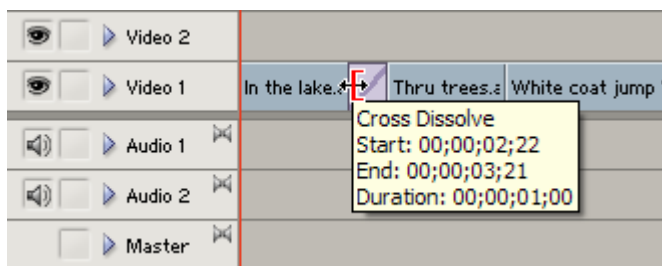 Video 2
Video 1
In the lake.a
Thru trees.a
White coat jump
Cross Dissolve
Start: 00;00;02;22
End: 00;00;03;21
Duration: 00;00;01;00
Audio 1
Audio 2
Master